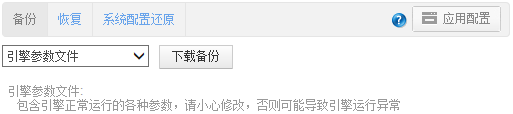 备份 恢复 系统配置还原 应用配置
引擎参数文件 下载备份
引擎参数文件:
包含引擎正常运行的各种参数，请小心修改，否则可能导致引擎运行异常